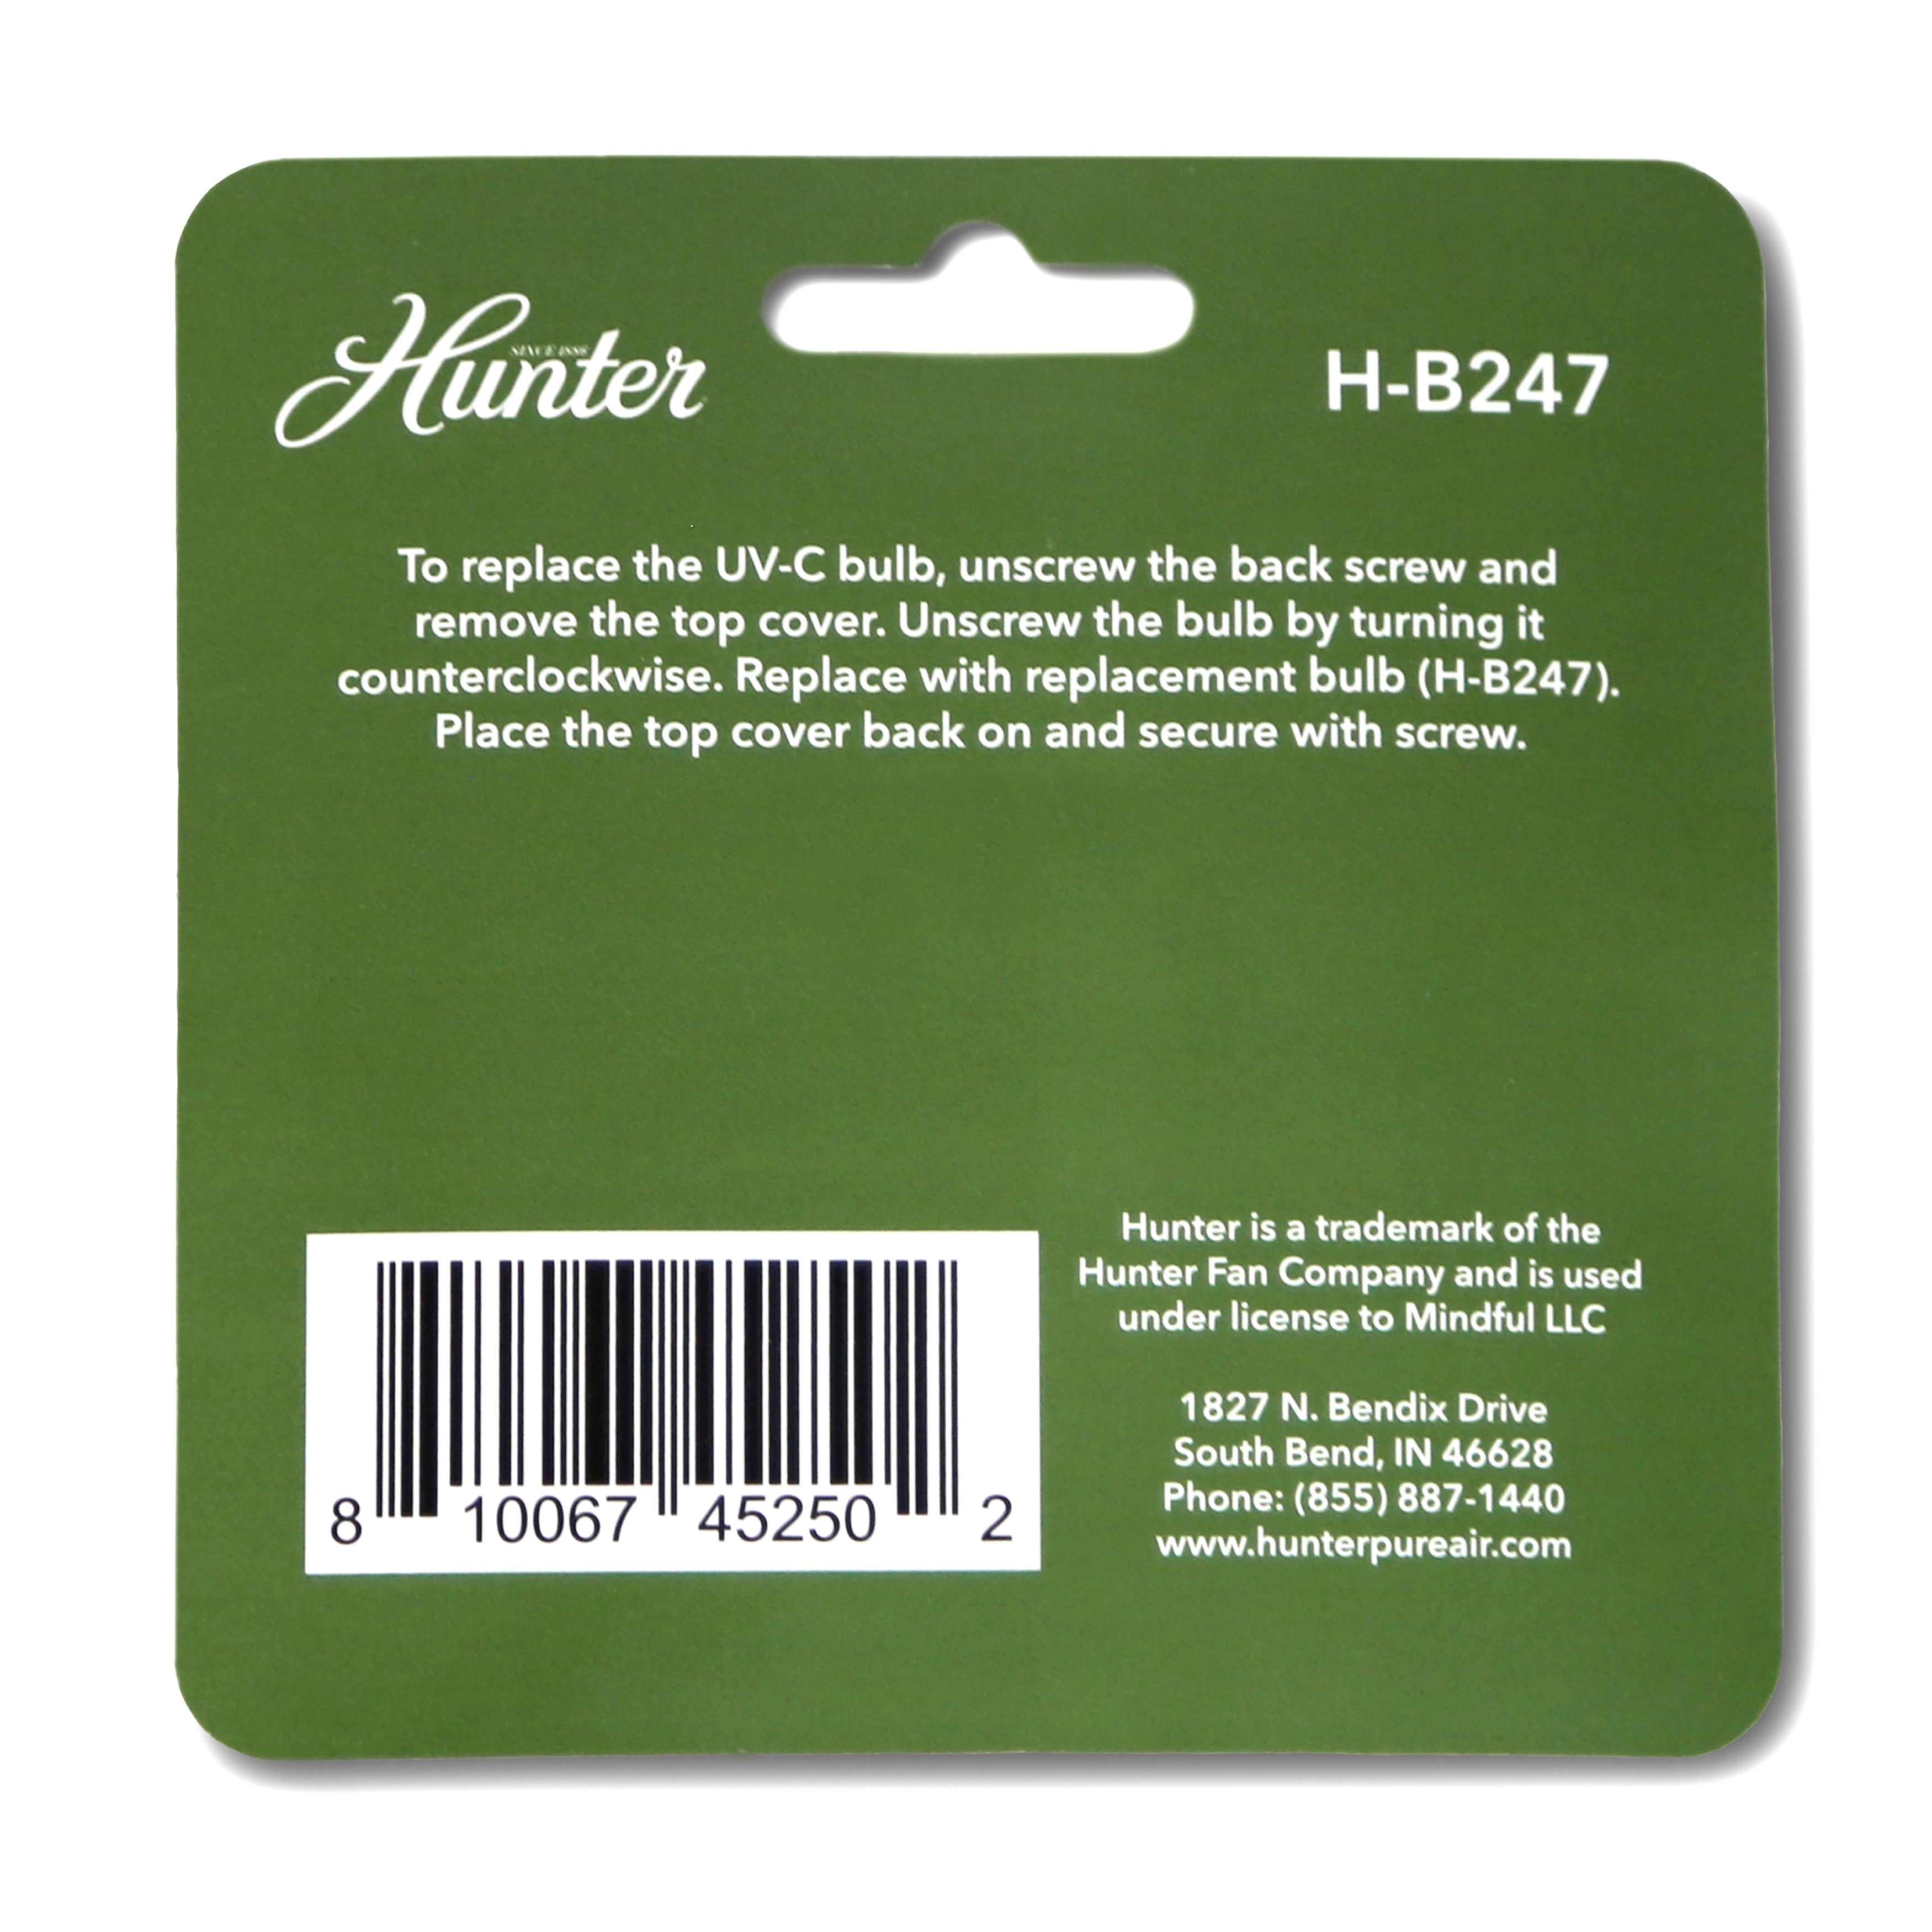 Hunter
SINCE 1886
H-B247
To replace the UV-C bulb, unscrew the back screw and
remove the top cover. Unscrew the bulb by turning it
counterclockwise. Replace with replacement bulb (H-B247).
Place the top cover back on and secure with screw.
8 10067 45250 2
Hunter is a trademark of the
Hunter Fan Company and is used
under license to Mindful LLC
1827 N. Bendix Drive
South Bend, IN 46628
Phone: (855) 887-1440
www.hunterpureair.com